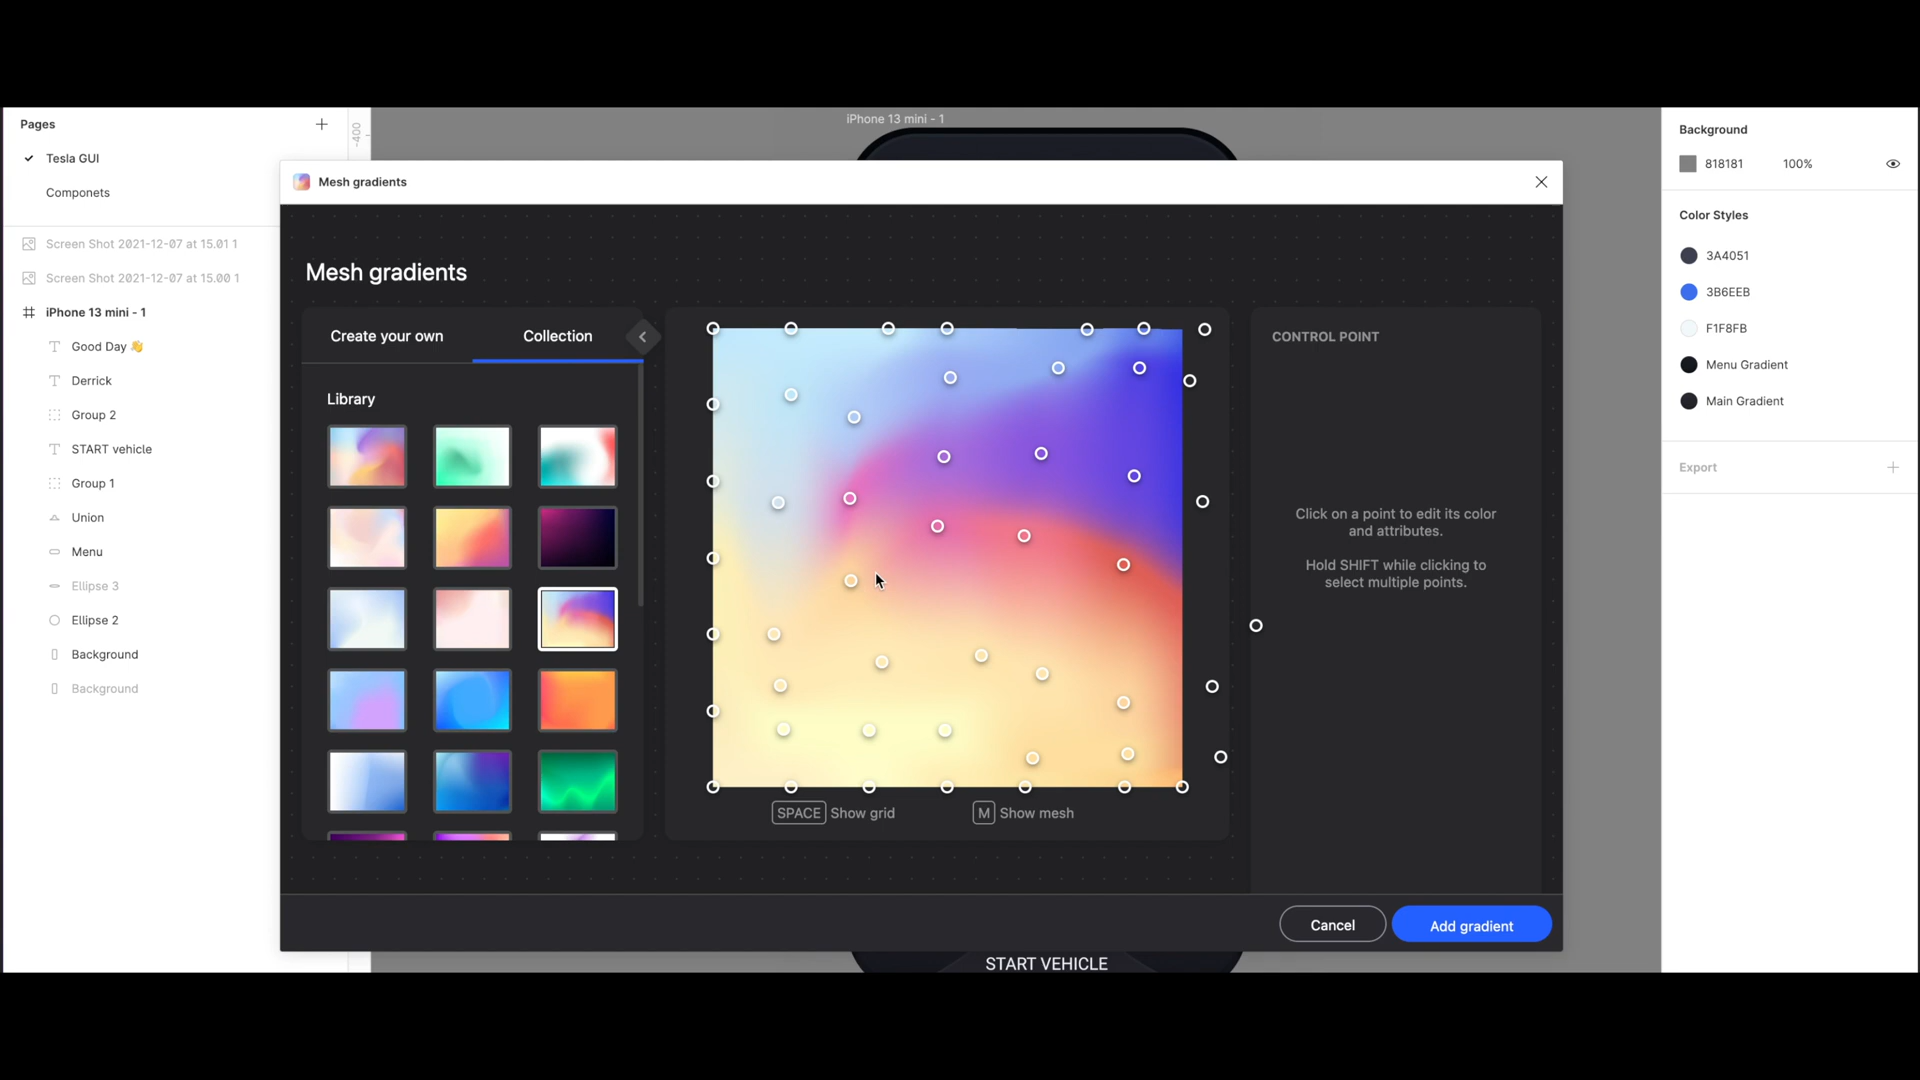 Pages
Tesla GUI
Componets
Screen Shot 2021-12-07 at 15.01 1
Screen Shot 2021-12-07 at 15.00 1
iPhone 13 mini - 1
Good Day 👋
Derrick
Group 2
START vehicle
Group 1
Union
Menu
Ellipse 3
Ellipse 2
Background
Background
-400
iPhone 13 mini - 1
Mesh gradients
Mesh gradients
Create your own
Collection
Library
SPACE Show grid
M Show mesh
CONTROL POINT
Click on a point to edit its color
and attributes.
Hold SHIFT while clicking to
select multiple points.
Cancel
Add gradient
START VEHICLE
Background
818181 100%
Color Styles
3A4051
3B6EEB
F1F8FB
Menu Gradient
Main Gradient
Export